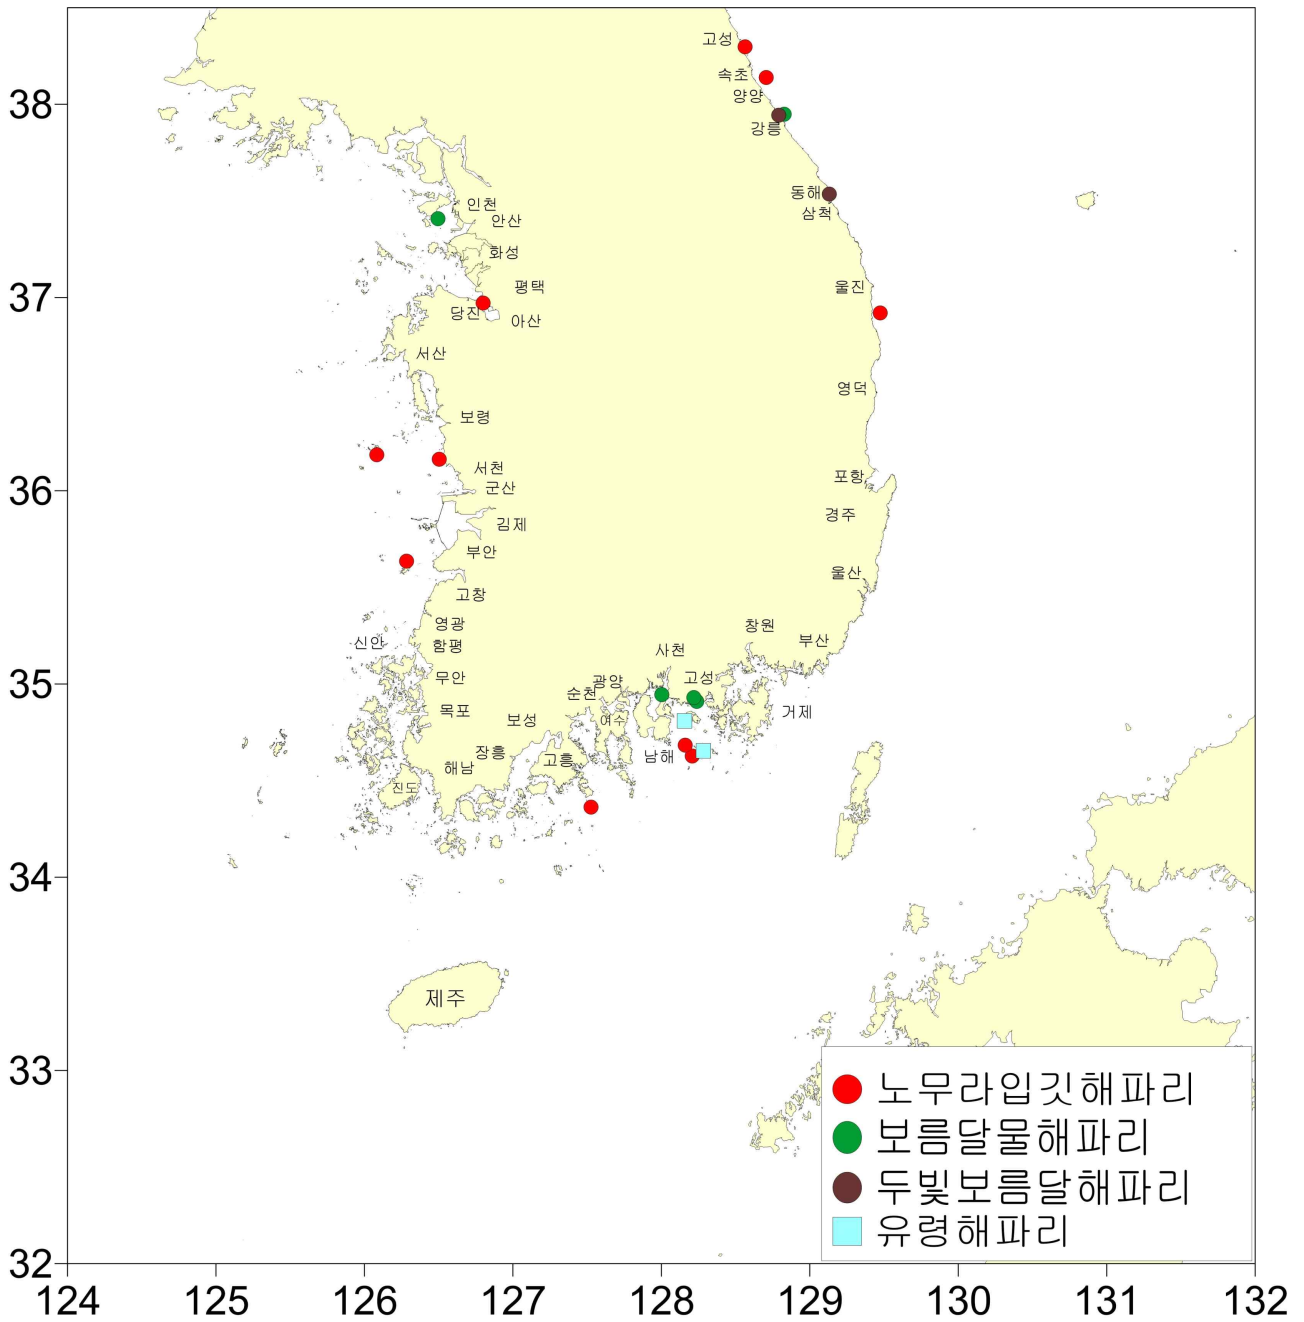 고성
속초
양양
38
강릉
동해
삼척
인천
안산
화성
37
평택
울진
당진
아산
서산
영덕
보령
포항
서천
36
군산
경주
김제
부안
울산
고창
영광
창원
신안
함평
부산
사천
35
무안
고성
광양
순천
목포
거제
보성
여수
장흥
남해
고흥
해남
진도
34
제주
33
노무라입깃해파리
보름달물해파리
두빛보름달해파리
유령해파리
32
124
125
126
127
128
129
130
131
132